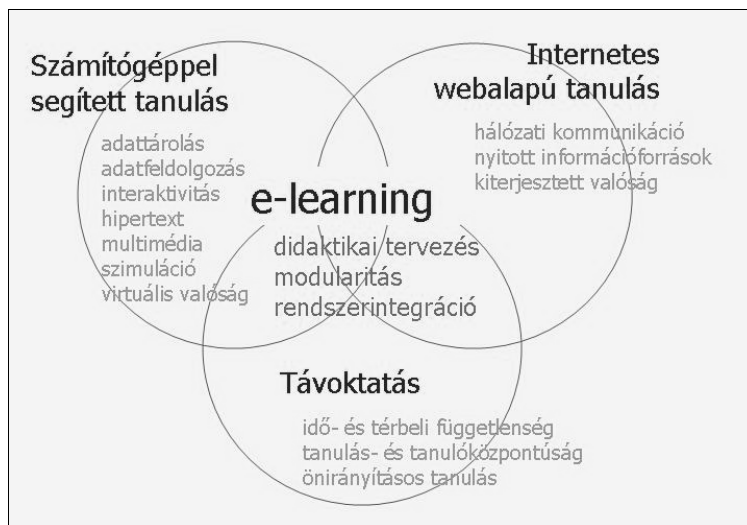 Számítógéppel
segített tanulás
adattárolás
adatfeldolgozás
interaktivitás
hipertext
multimédia
szimuláció
virtuális valóság
Internetes
webalapú tanulás
hálózati kommunikáció
nyitott információforrások
kiterjesztett valóság
e-learning
didaktikai tervezés
modularitás
rendszerintegráció
Távoktatás
idő- és térbeli függetlenség
tanulás- és tanulóközpontúság
önirányításos tanulás